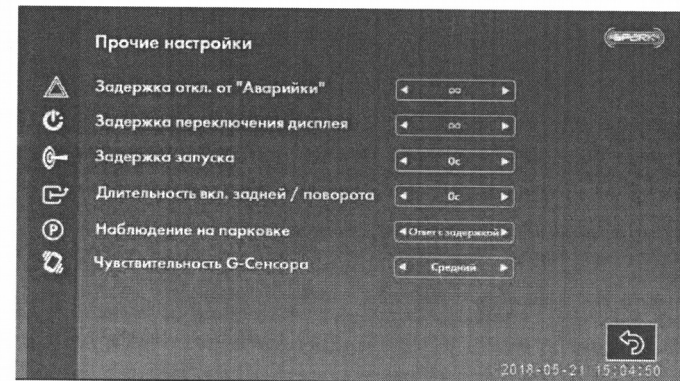 Прочие настройки
SPARK
Задержка откл. от "Аварийки" ∞
Задержка переключения дисплея ∞
Задержка запуска 0с
Длительность вкл. задней / поворота 0с
P Наблюдение на парковке Ответ с задержкой
Чувствительность G-Сенсора Средний
2018-05-21 15:04:50